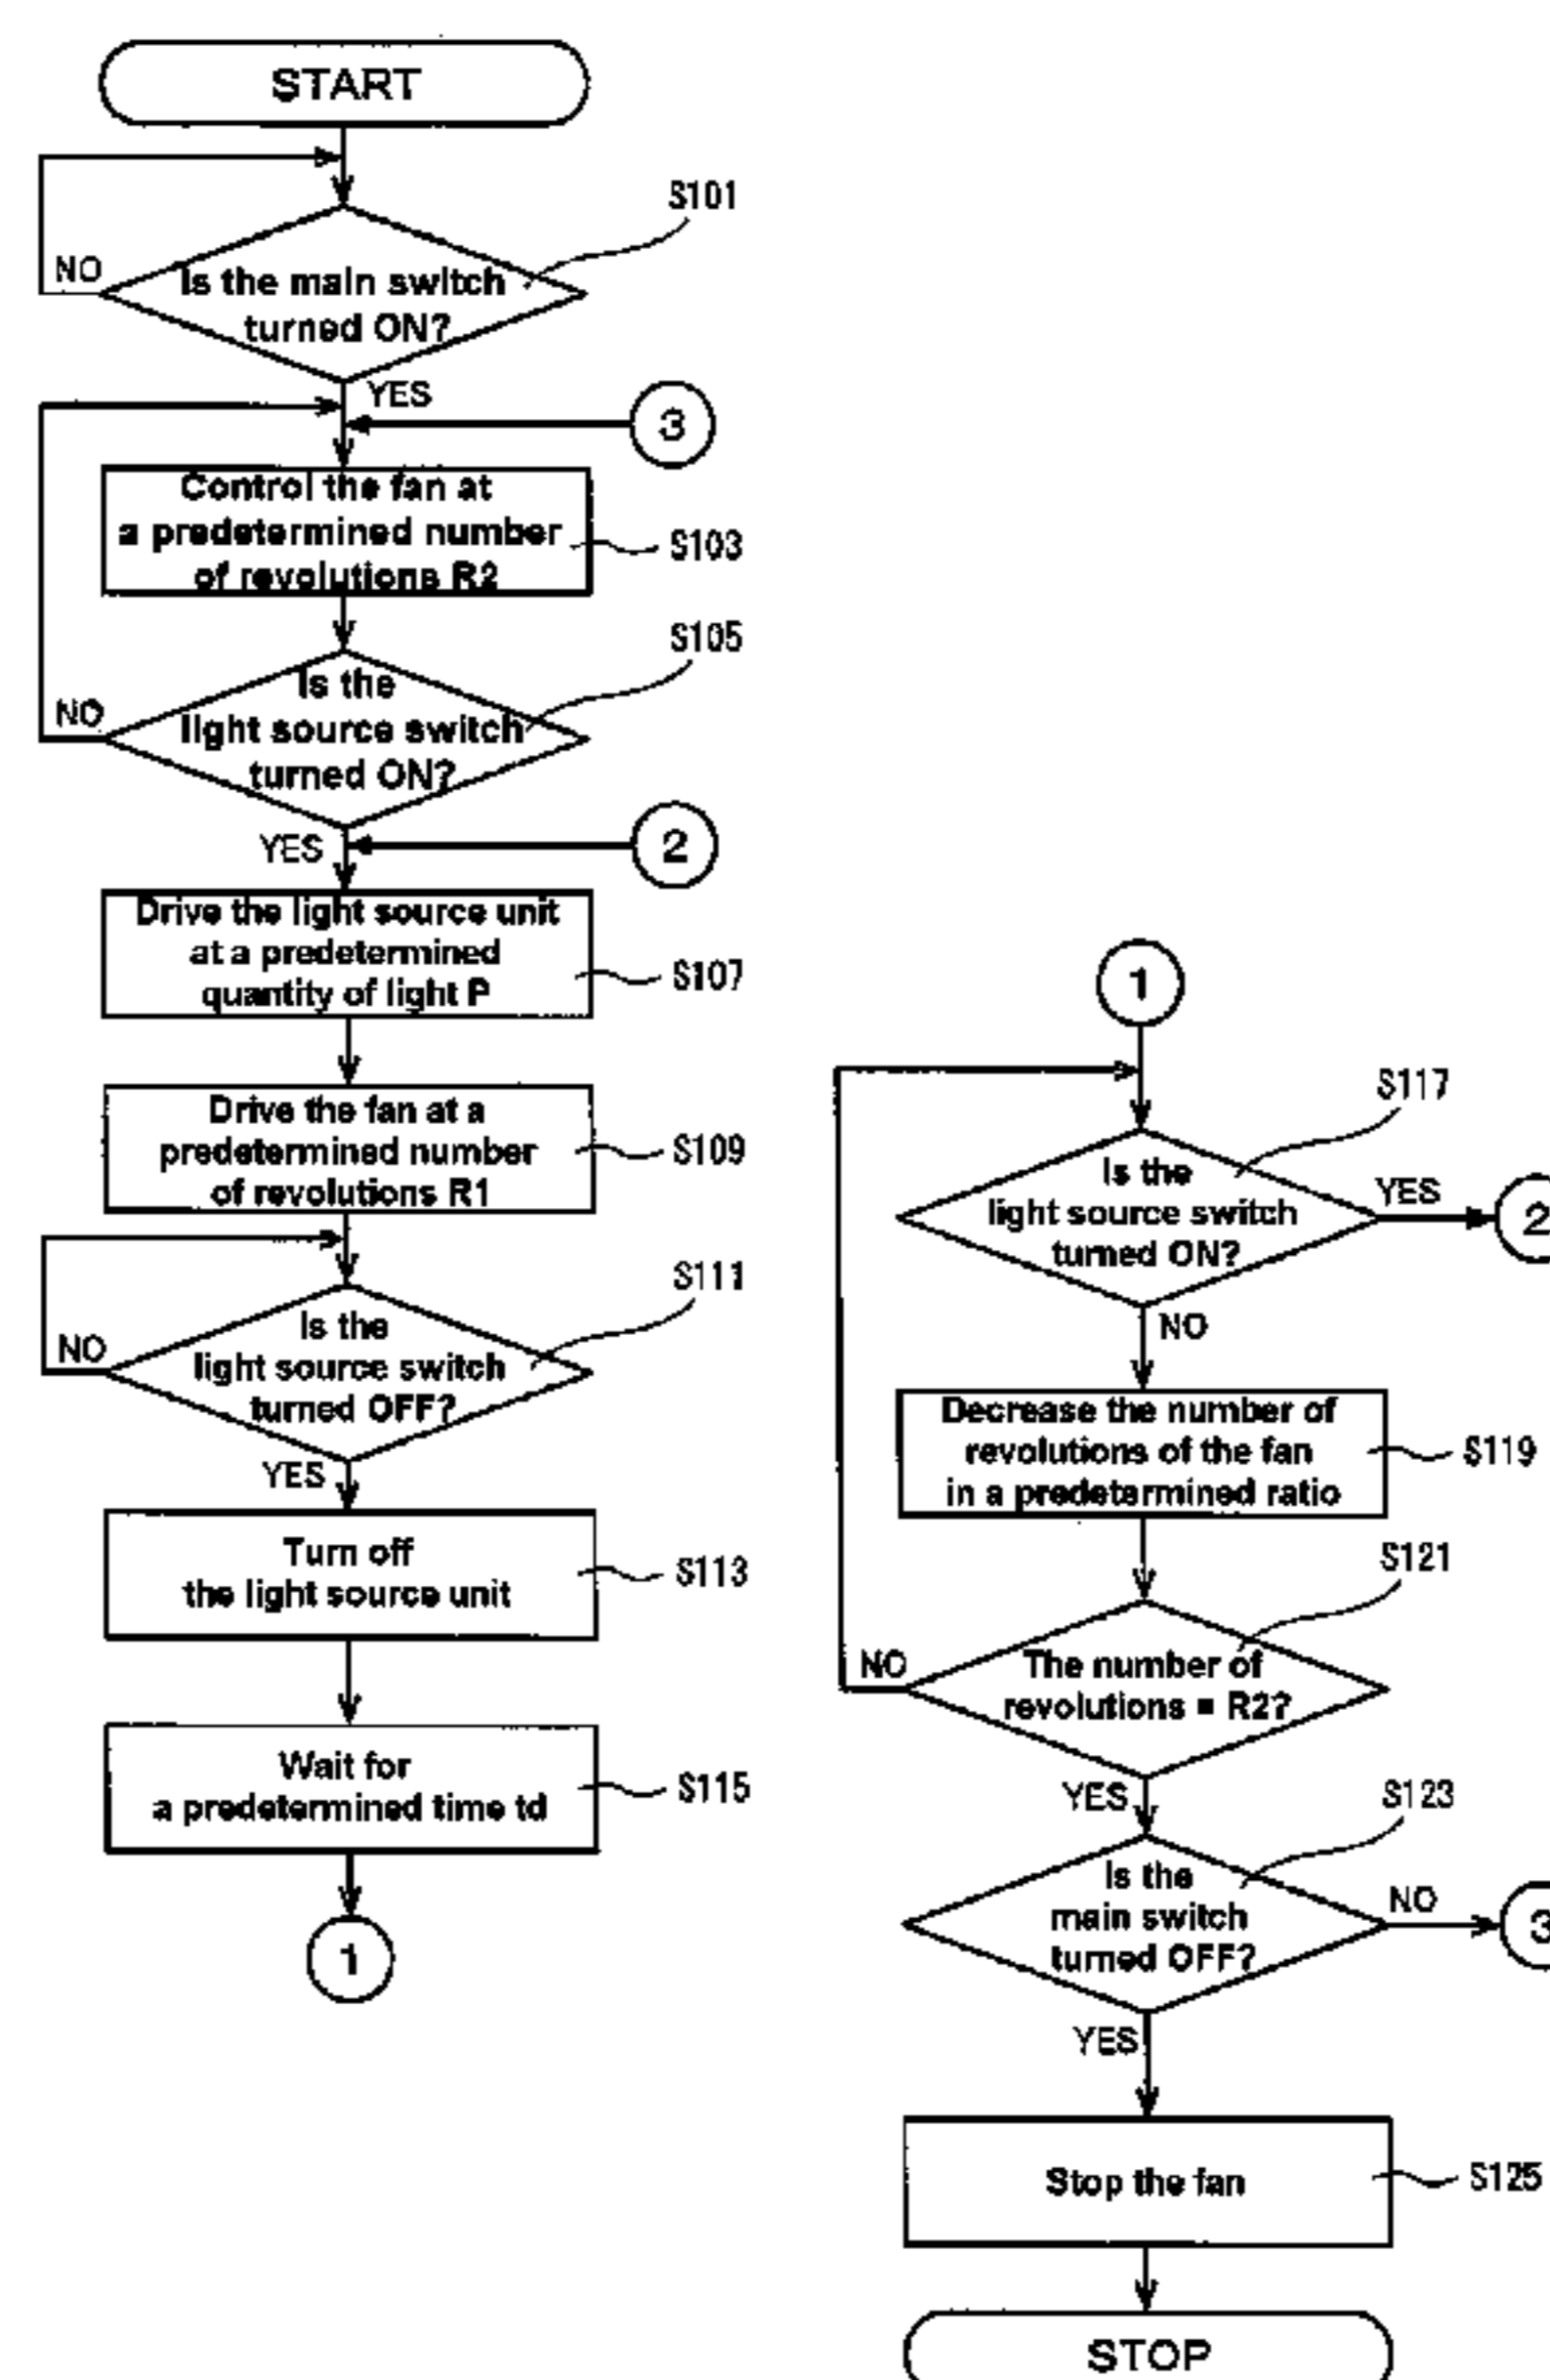 START
S101
NO
Is the main switch
turned ON?
YES
3
Control the fan at
a predetermined number
of revolutions R2
S103
S105
Is the
light source switch
turned ON?
NO
YES
2
Drive the light source unit
at a predetermined
quantity of light P
S107
Drive the fan at a
predetermined number
of revolutions R1
S109
S111
Is the
light source switch
turned OFF?
NO
YES
Turn off
the light source unit
S113
Wait for
a predetermined time td
S115
1
1
S117
Is the
light source switch
turned ON?
YES
2
NO
Decrease the number of
revolutions of the fan
in a predetermined ratio
S119
S121
NO
The number of
revolutions = R2?
YES
S123
Is the
main switch
turned OFF?
NO
3
YES
Stop the fan
S125
STOP